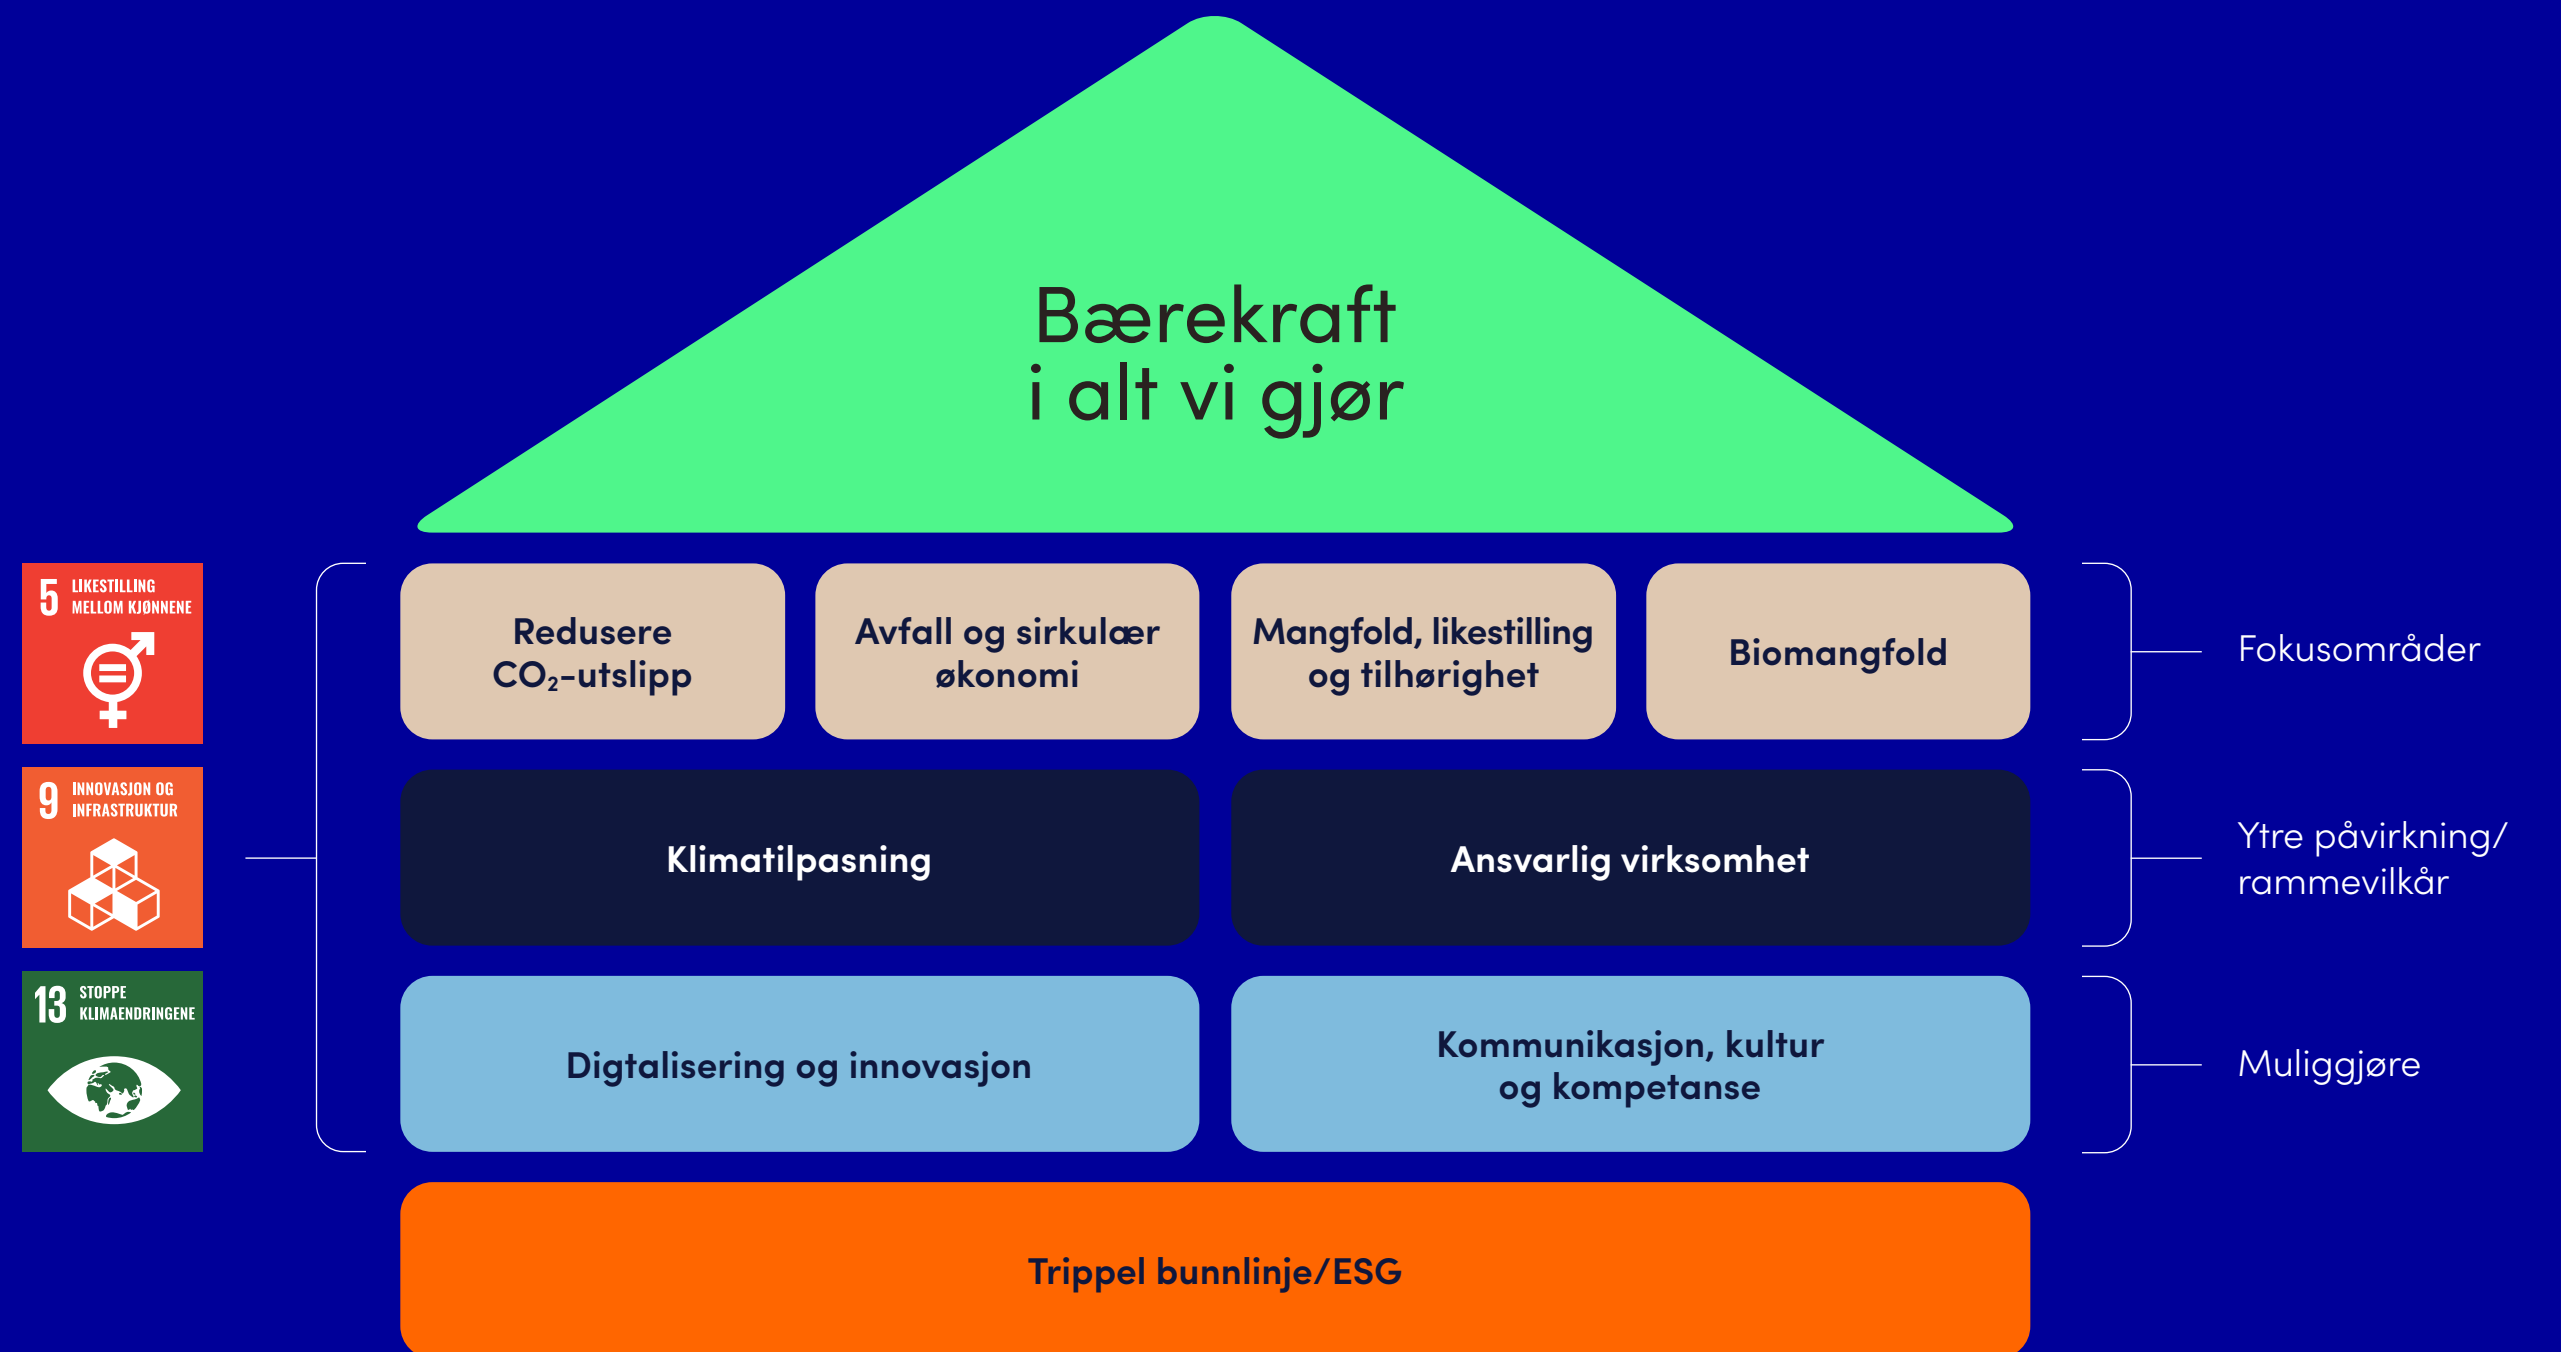 Bærekraft
i alt vi gjør
5 LIKESTILLING
MELLOM KJØNNENE
Redusere
CO₂-utslipp
Avfall og sirkulær
økonomi
Mangfold, likestilling
og tilhørighet
Biomangfold
Fokusområder
9 INNOVASJON OG
INFRASTRUKTUR
Klimatilpasning
Ansvarlig virksomhet
Ytre påvirkning/
rammevilkår
13 STOPPE
KLIMAENDRINGENE
Digtalisering og innovasjon
Kommunikasjon, kultur
og kompetanse
Muliggjøre
Trippel bunnlinje/ESG